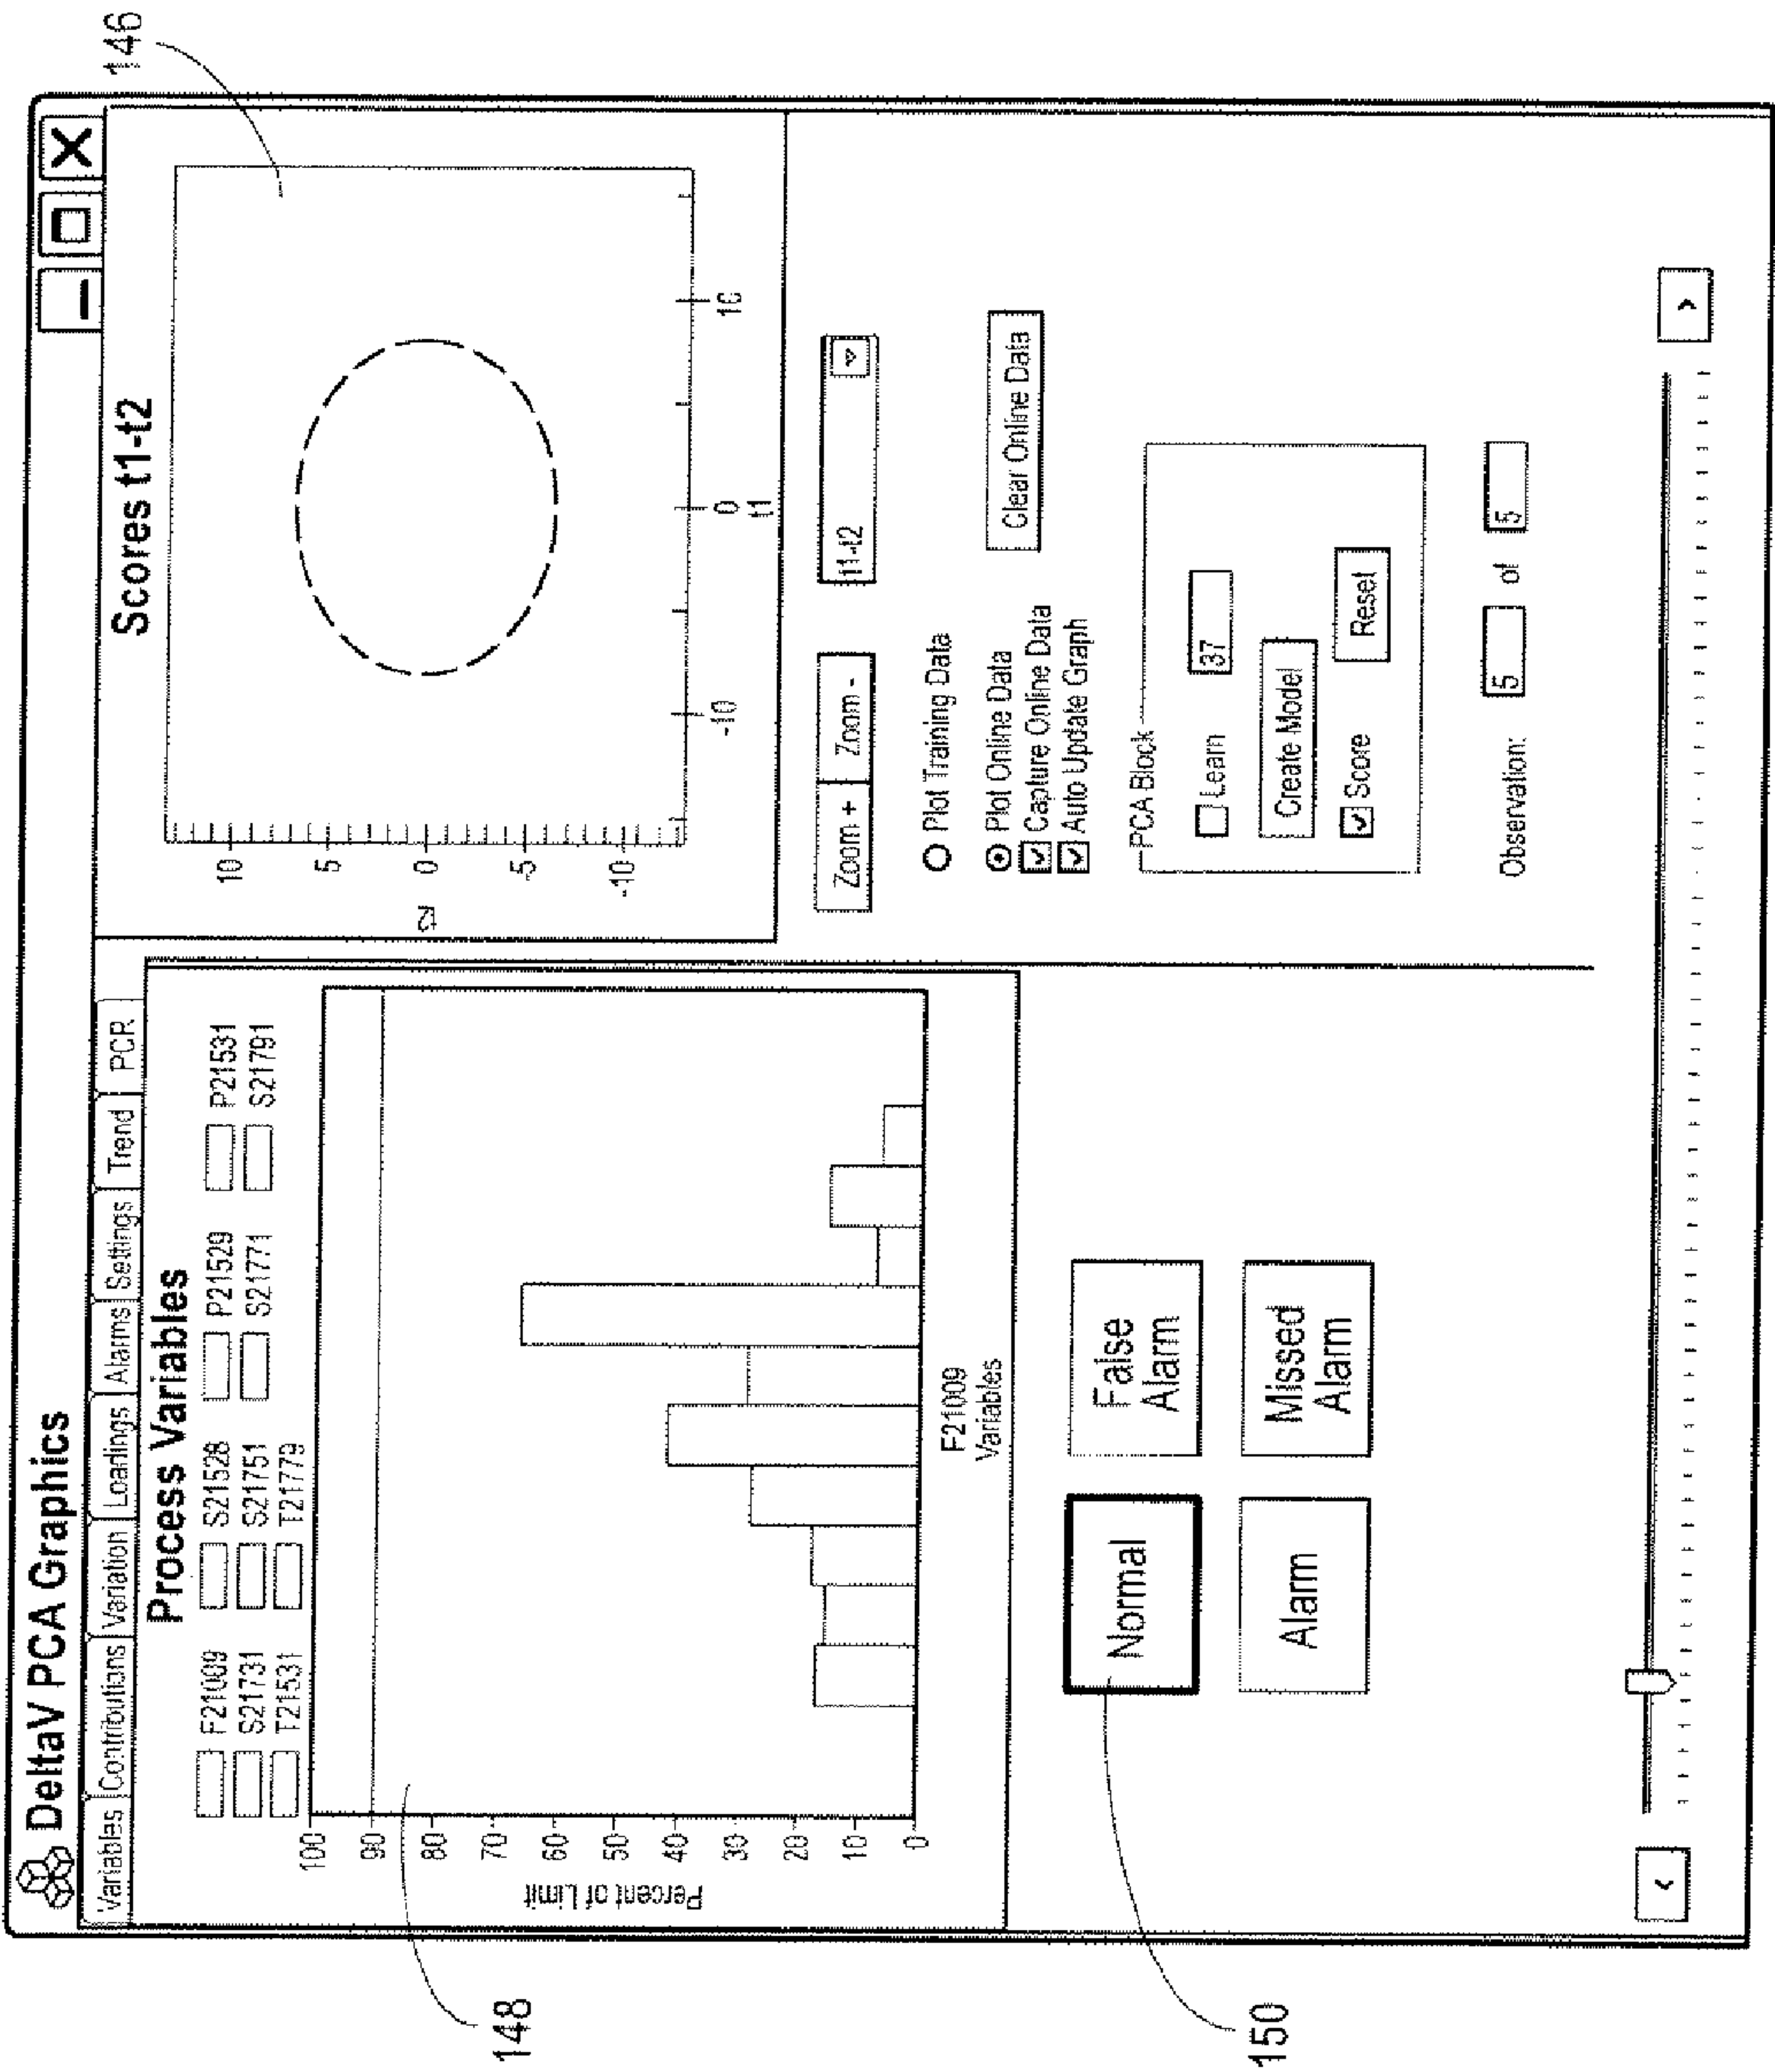 DeltaV PCA Graphics
Variables Contributions Variation Loadings Alarms Settings Trend PCR
Process Variables
F21009 S21528 P21529 P21531
S21731 S21751 S21771 S21791
T21531 T21779
Percent of Limit
100
90
80
70
60
50
40
30
20
10
0
F21009
Variables
148
Normal
False
Alarm
Alarm
Missed
Alarm
150
Scores t1-t2
146
t2
10
5
0
-5
-10
-10 0 10
t1
Zoom + Zoom - t1-t2
Plot Training Data
Plot Online Data Clear Online Data
Capture Online Data
Auto Update Graph
PCA Block
Learn 37
Create Model
Score Reset
Observation: 5 of 5